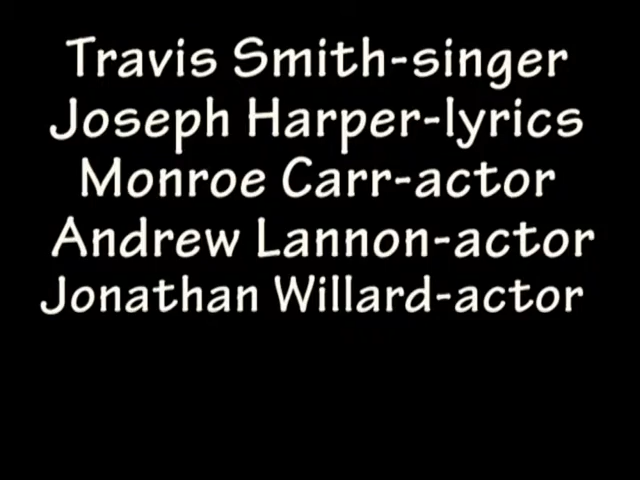 Travis Smith-singer
Joseph Harper-lyrics
Monroe Carr-actor
Andrew Lannon-actor
Jonathan Willard-actor